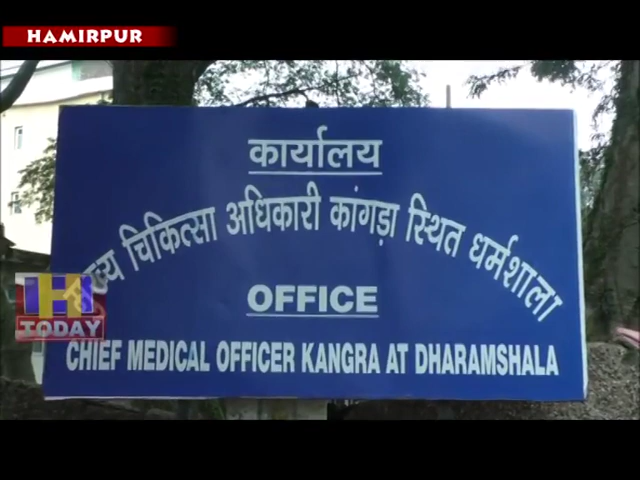 HAMIRPUR
कार्यालय
चिकित्सा अधिकारी कांगड़ा स्थित धर्मशाला
OFFICE
H
TODAY
CHIEF MEDICAL OFFICER KANGRA AT DHARAMSHALA